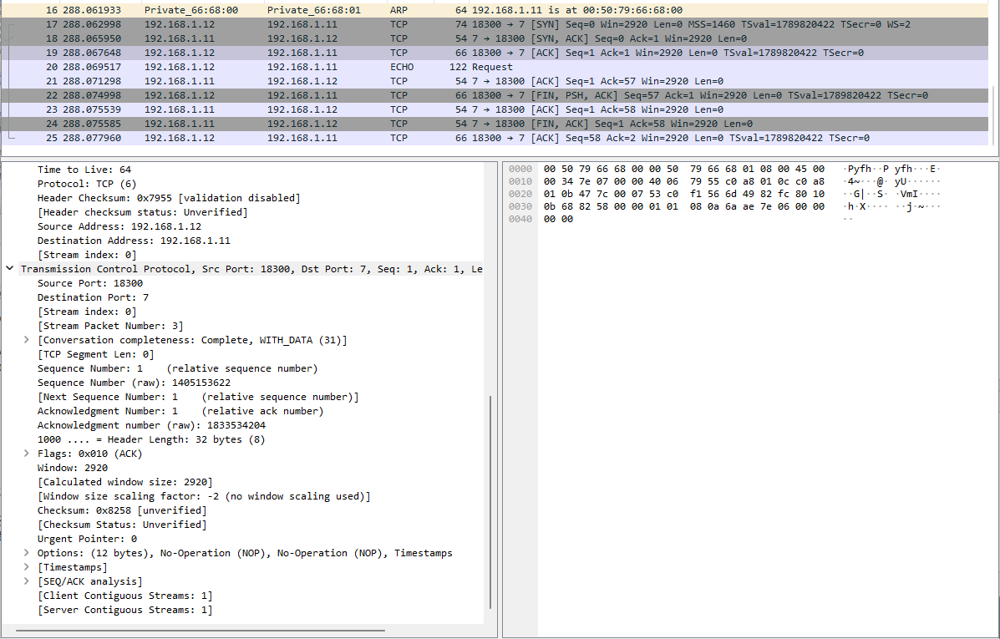 16 288.061933 Private_66:68:00 Private_66:68:01 ARP 64 192.168.1.11 is at 00:50:79:66:68:00
17 288.062998 192.168.1.12 192.168.1.11 TCP 74 18300 → 7 [SYN] Seq=0 Win=2920 Len=0 MSS=1460 TSval=1789820422 TSecr=0 WS=2
18 288.065950 192.168.1.11 192.168.1.12 TCP 54 7 → 18300 [SYN, ACK] Seq=0 Ack=1 Win=2920 Len=0
19 288.067648 192.168.1.12 192.168.1.11 TCP 66 18300 → 7 [ACK] Seq=1 Ack=1 Win=2920 Len=0 TSval=1789820422 TSecr=0
20 288.069517 192.168.1.12 192.168.1.11 ECHO 122 Request
21 288.071298 192.168.1.11 192.168.1.12 TCP 54 7 → 18300 [ACK] Seq=1 Ack=57 Win=2920 Len=0
22 288.074998 192.168.1.12 192.168.1.11 TCP 66 18300 → 7 [FIN, PSH, ACK] Seq=57 Ack=1 Win=2920 Len=0 TSval=1789820422 TSecr=0
23 288.075539 192.168.1.11 192.168.1.12 TCP 54 7 → 18300 [ACK] Seq=1 Ack=58 Win=2920 Len=0
24 288.075585 192.168.1.11 192.168.1.12 TCP 54 7 → 18300 [FIN, ACK] Seq=1 Ack=58 Win=2920 Len=0
25 288.077960 192.168.1.12 192.168.1.11 TCP 66 18300 → 7 [ACK] Seq=58 Ack=2 Win=2920 Len=0 TSval=1789820422 TSecr=0
Time to Live: 64
Protocol: TCP (6)
Header Checksum: 0x7955 [validation disabled]
[Header checksum status: Unverified]
Source Address: 192.168.1.12
Destination Address: 192.168.1.11
[Stream index: 0]
Transmission Control Protocol, Src Port: 18300, Dst Port: 7, Seq: 1, Ack: 1, Le
Source Port: 18300
Destination Port: 7
[Stream index: 0]
[Stream Packet Number: 3]
[Conversation completeness: Complete, WITH_DATA (31)]
[TCP Segment Len: 0]
Sequence Number: 1 (relative sequence number)
Sequence Number (raw): 1405153622
[Next Sequence Number: 1 (relative sequence number)]
Acknowledgment Number: 1 (relative ack number)
Acknowledgment number (raw): 1833534204
1000 .... = Header Length: 32 bytes (8)
Flags: 0x010 (ACK)
Window: 2920
[Calculated window size: 2920]
[Window size scaling factor: -2 (no window scaling used)]
Checksum: 0x8258 [unverified]
[Checksum Status: Unverified]
Urgent Pointer: 0
Options: (12 bytes), No-Operation (NOP), No-Operation (NOP), Timestamps
[Timestamps]
[SEQ/ACK analysis]
[Client Contiguous Streams: 1]
[Server Contiguous Streams: 1]
0000 00 50 79 66 68 00 00 50 79 66 68 01 08 00 45 00 ·Pyfh··P yfh···E·
0010 00 34 7e 07 00 00 40 06 79 55 c0 a8 01 0c c0 a8 ·4~···@· yU······
0020 01 0b 47 7c 00 07 53 c0 f1 56 6d 49 82 fc 80 10 ··G|··S· ·VmI····
0030 0b 68 82 58 00 00 01 01 08 0a 6a ae 7e 06 00 00 ·h·X···· ··j·~···
0040 00 00 ··